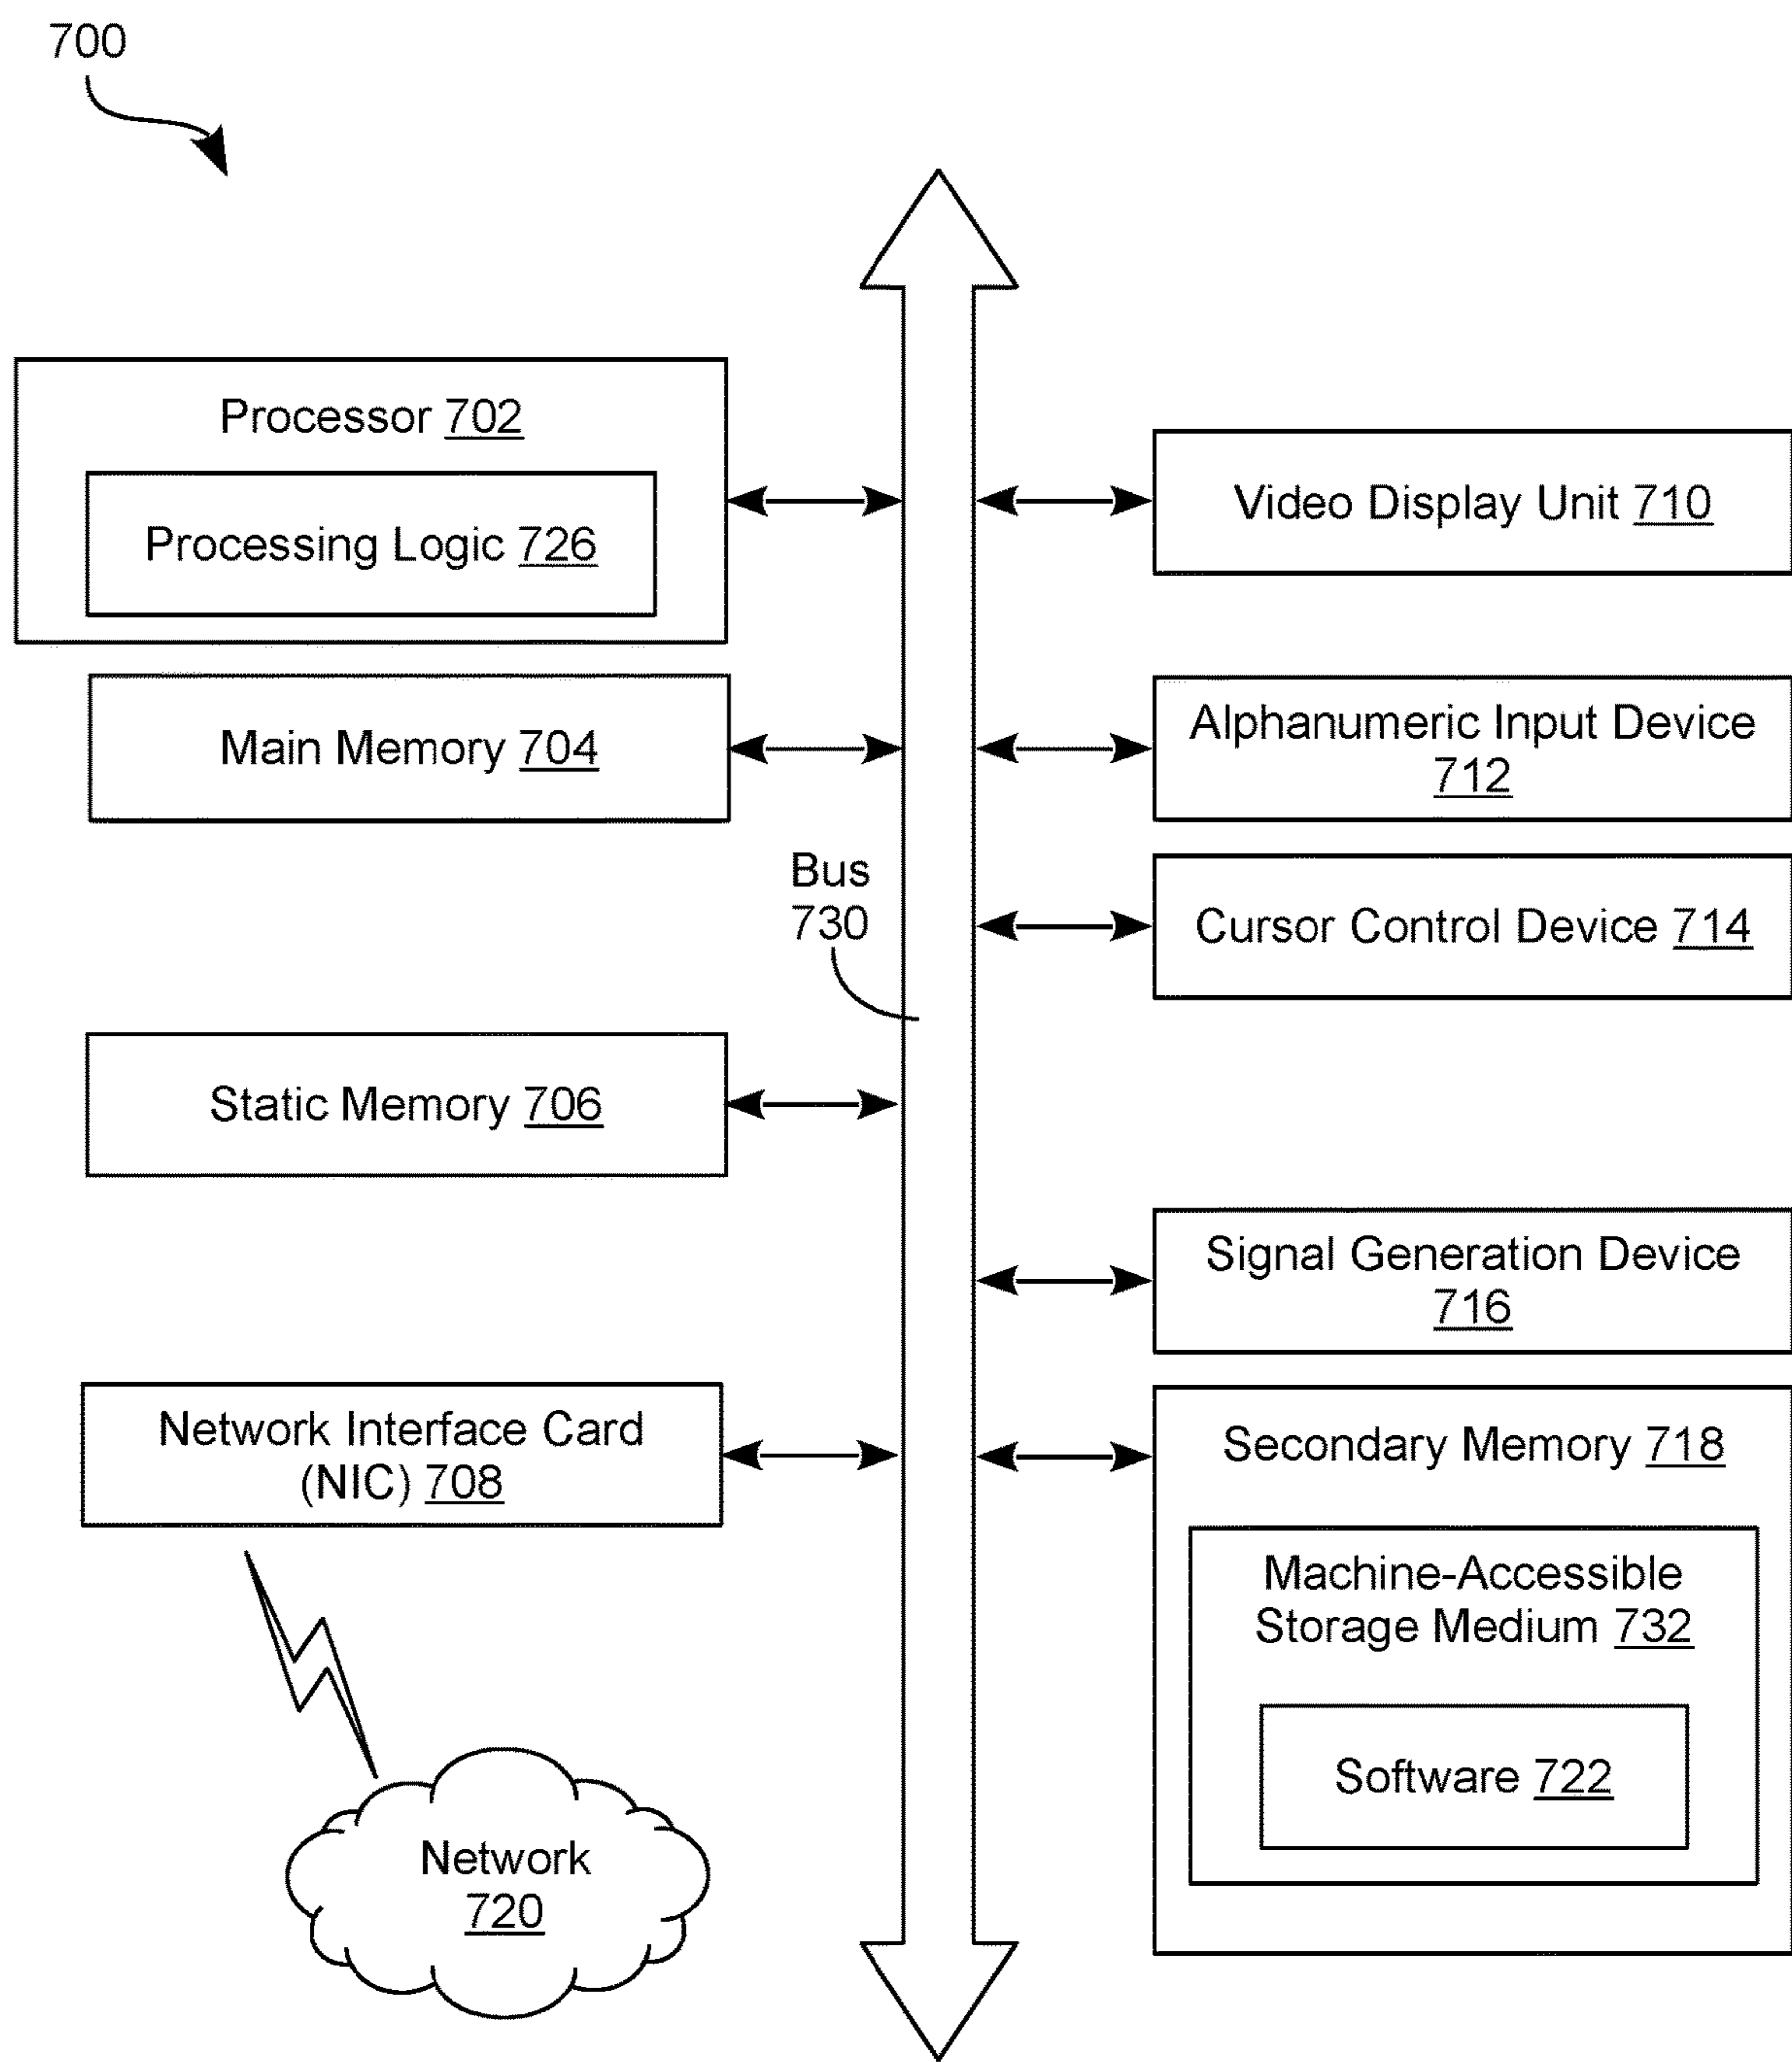 700
Processor 702
Processing Logic 726
Main Memory 704
Bus
730
Static Memory 706
Network Interface Card
(NIC) 708
Network
720
Video Display Unit 710
Alphanumeric Input Device
712
Cursor Control Device 714
Signal Generation Device
716
Secondary Memory 718
Machine-Accessible
Storage Medium 732
Software 722